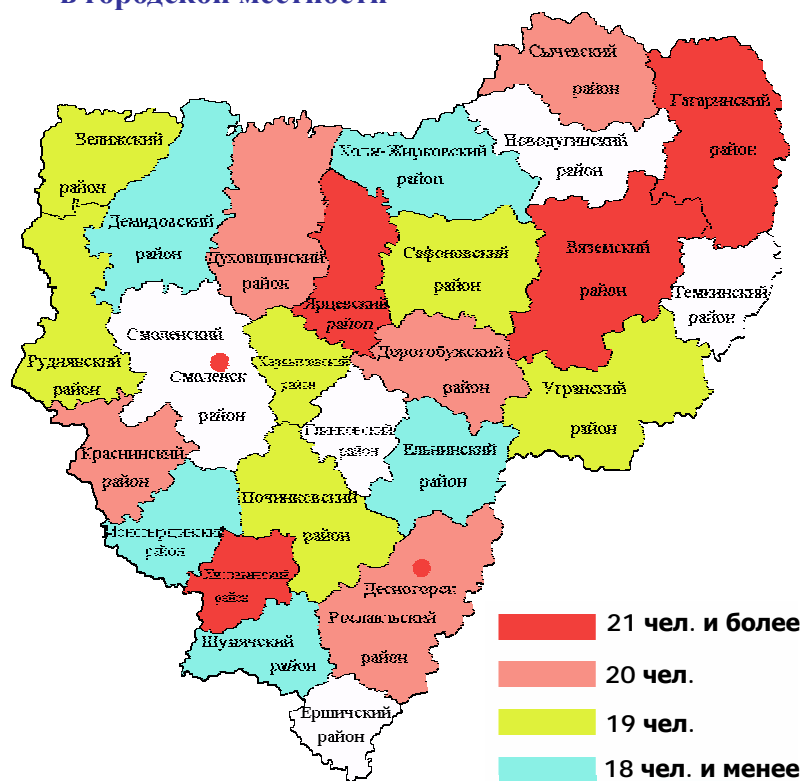 в городской местности
Сычевский
район
Гагаринский
район
Новодугинский
район
Велижский
район
Холм-Жирковский
район
Демидовский
район
Духовщинский
район
Сафоновский
район
Вяземский
район
Темкинский
район
Ярцевский
район
Смоленский
Смоленск
район
Руднянский
район
Кардымовский
район
Дорогобужский
район
Угранский
район
Глинковский
район
Краснинский
район
Ельнинский
район
Починковский
район
Монастырщинский
район
Хиславичский
район
Десногорск
Рославльский
район
Шумячский
район
Ершичский
район
21 чел. и более
20 чел.
19 чел.
18 чел. и менее